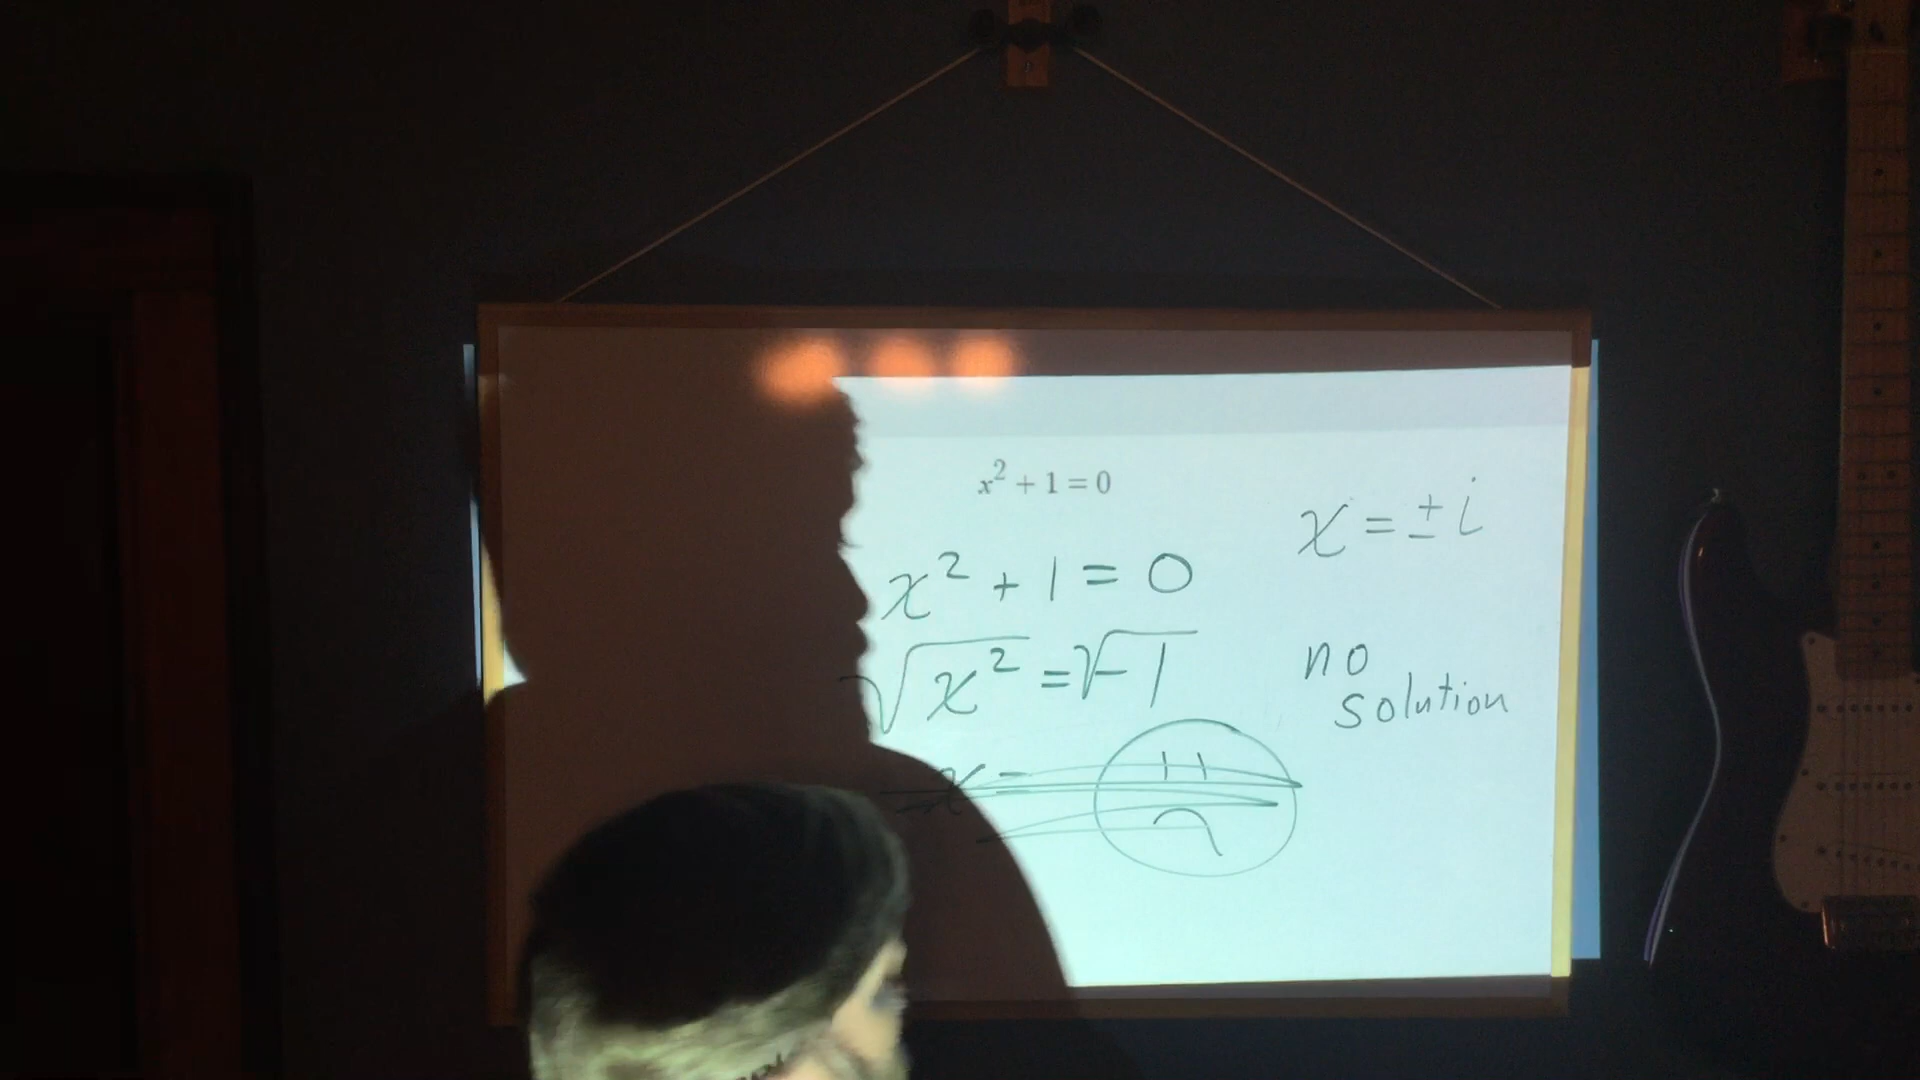 x² + 1 = 0
x² + 1 = 0
√x² = √-1
x =
x = ± i
no
solution